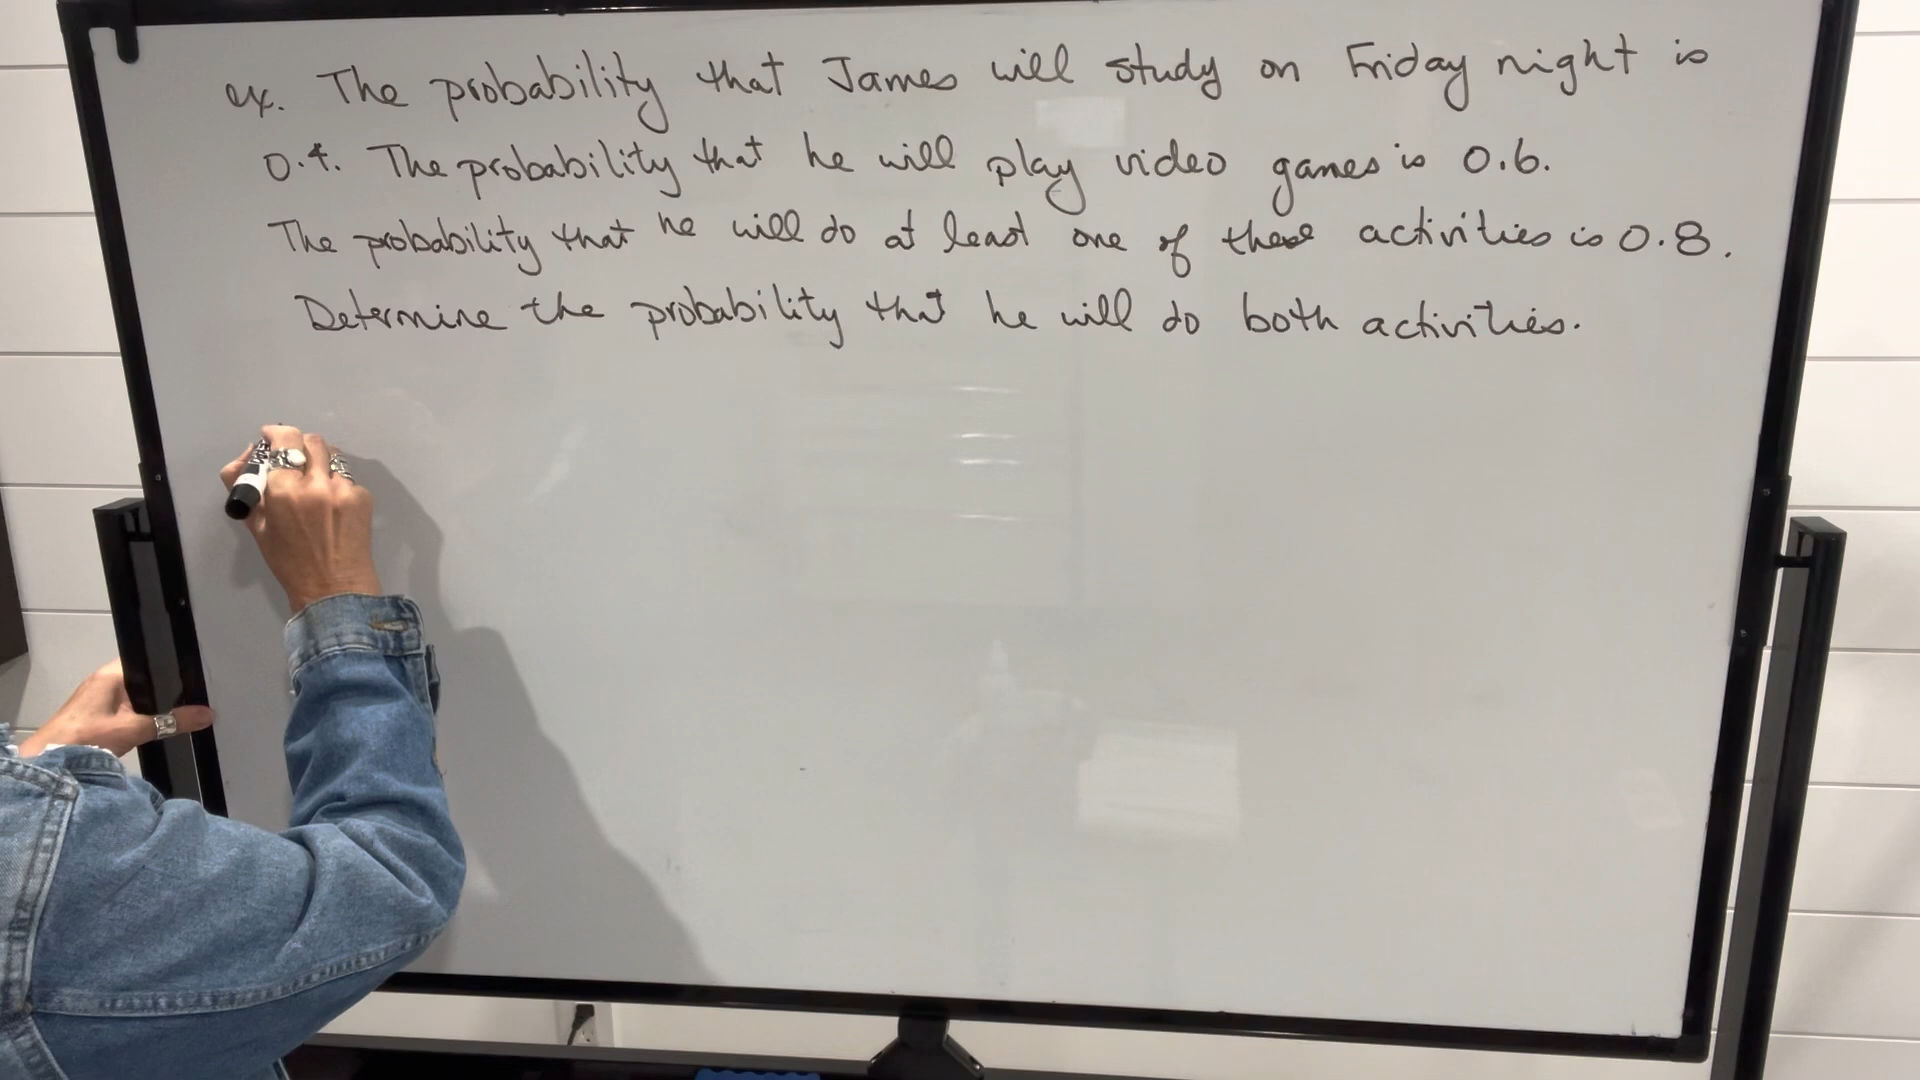 ex. The probability that James will study on Friday night is
0.4. The probability that he will play video games is 0.6.
The probability that he will do at least one of these activities is 0.8.
Determine the probability that he will do both activities.